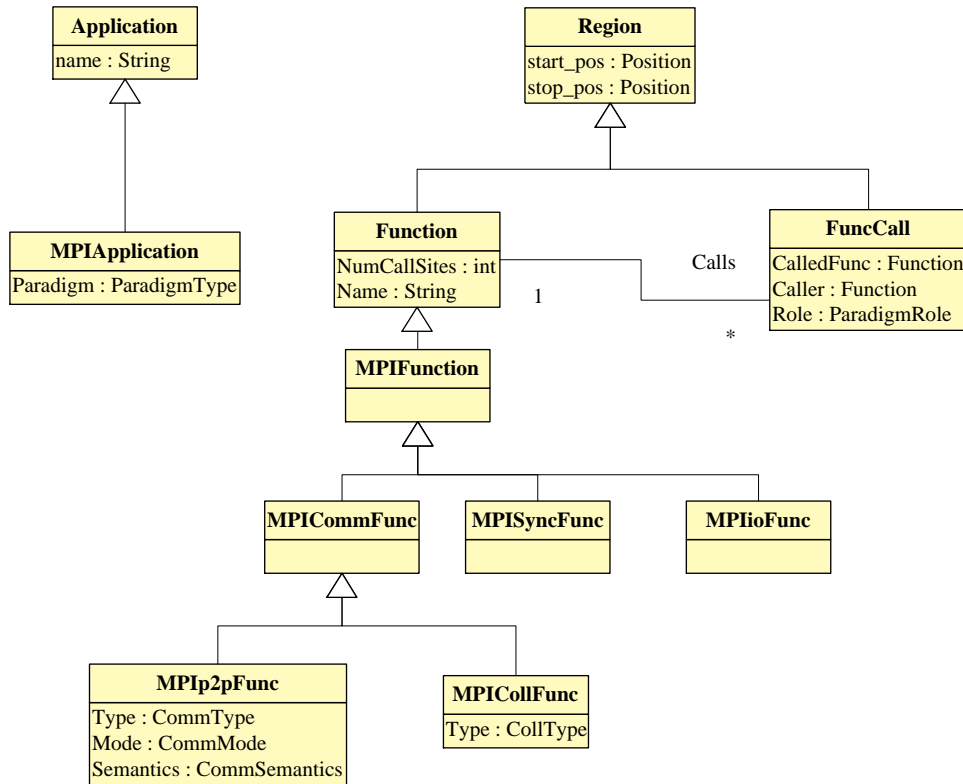 Application
name : String
Region
start_pos : Position
stop_pos : Position
MPIApplication
Paradigm : ParadigmType
Function
NumCallSites : int
Name : String
1
Calls
*
FuncCall
CalledFunc : Function
Caller : Function
Role : ParadigmRole
MPIFunction
MPICommFunc
MPISyncFunc
MPIioFunc
MPIp2pFunc
Type : CommType
Mode : CommMode
Semantics : CommSemantics
MPICollFunc
Type : CollType